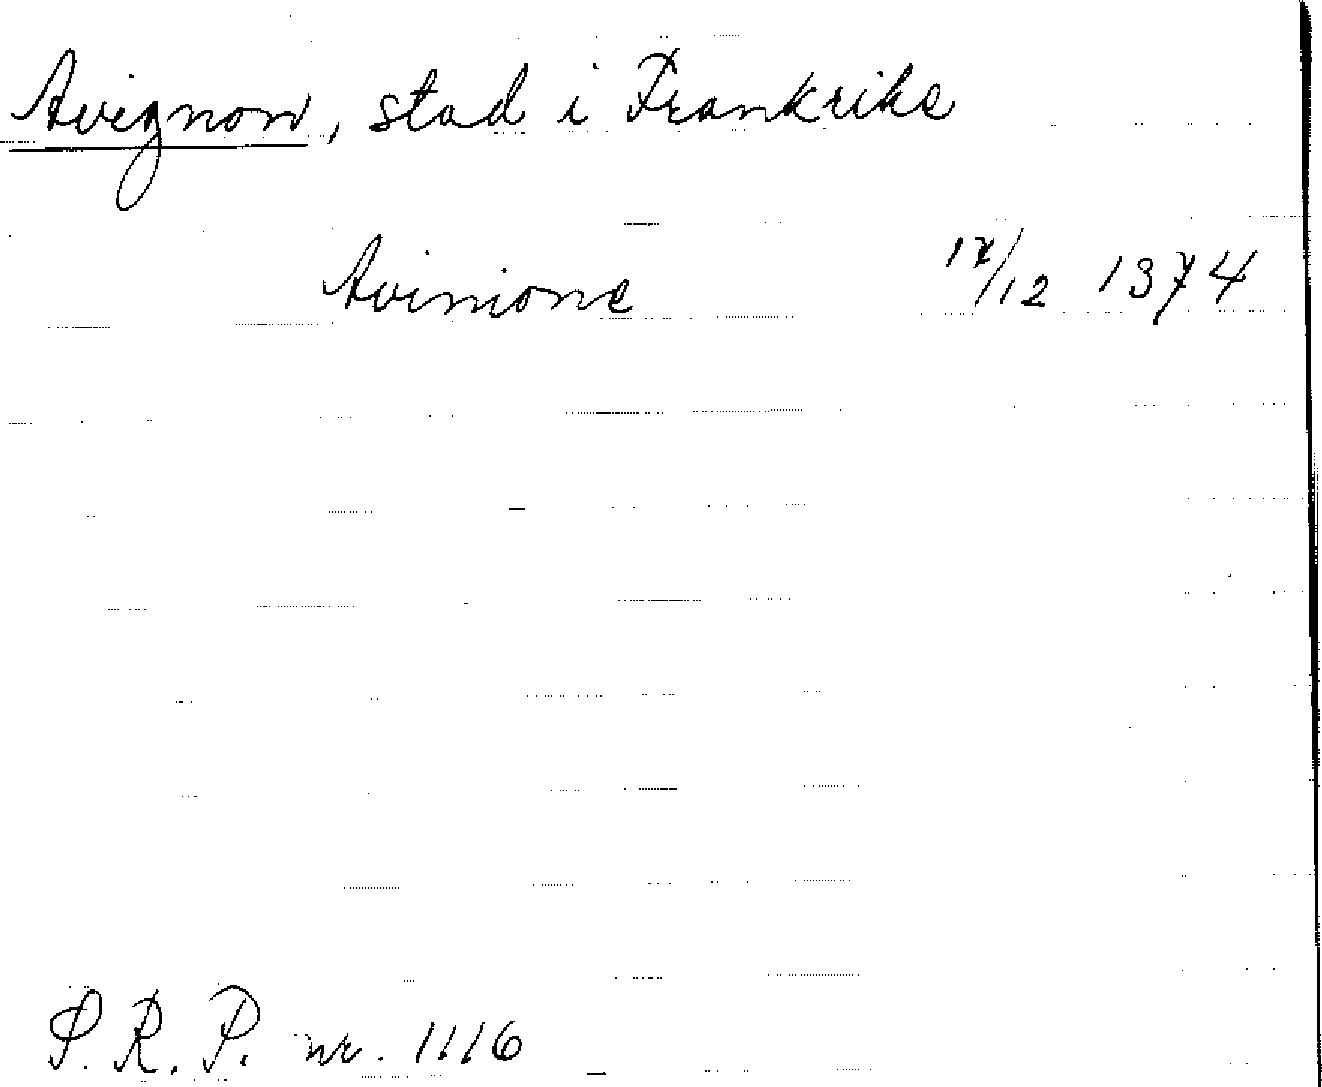 Avignon, stad i Frankrike
Avinione 17/12 1374
S.R.P. nr. 1116